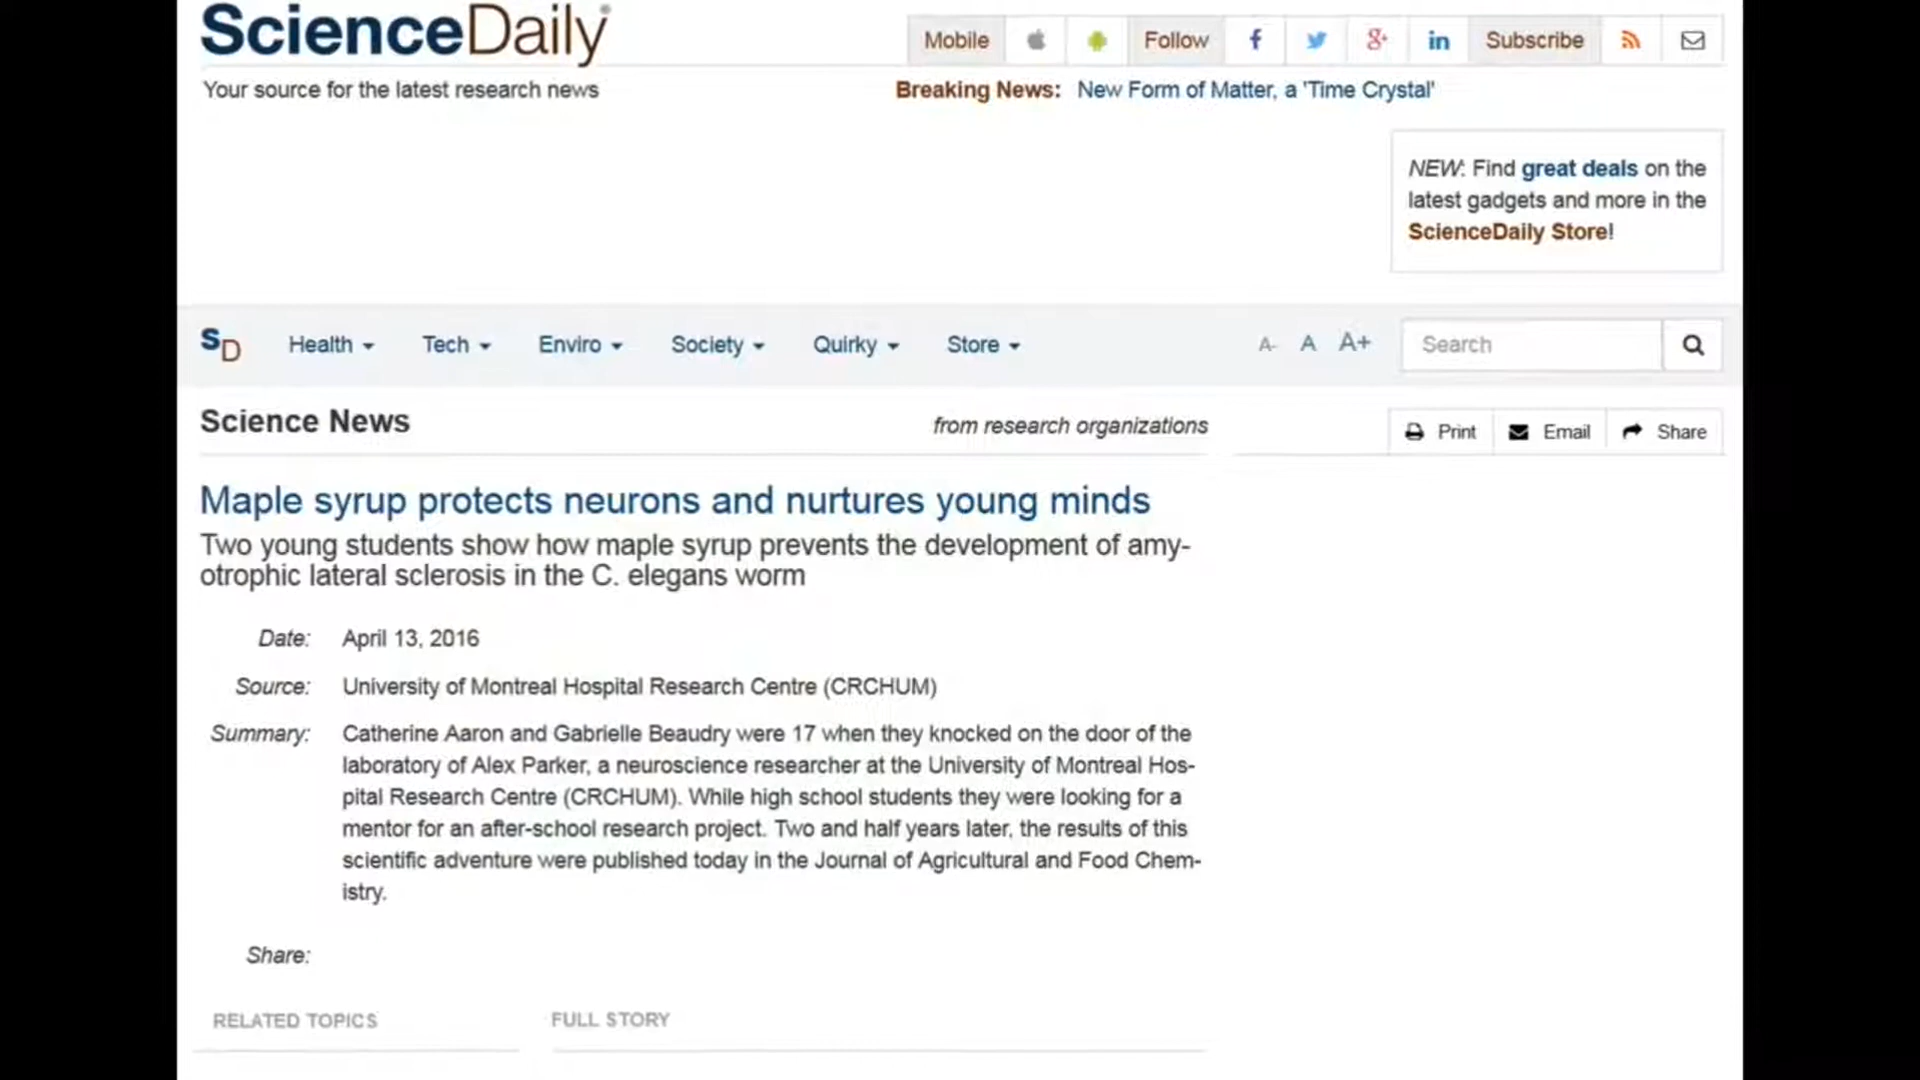 ScienceDaily®
Mobile Follow Subscribe
Your source for the latest research news
Breaking News: New Form of Matter, a 'Time Crystal'
NEW: Find great deals on the
latest gadgets and more in the
ScienceDaily Store!
SD Health Tech Enviro Society Quirky Store A- A A+ Search
Science News from research organizations Print Email Share
Maple syrup protects neurons and nurtures young minds
Two young students show how maple syrup prevents the development of amy-
otrophic lateral sclerosis in the C. elegans worm
Date: April 13, 2016
Source: University of Montreal Hospital Research Centre (CRCHUM)
Summary: Catherine Aaron and Gabrielle Beaudry were 17 when they knocked on the door of the
laboratory of Alex Parker, a neuroscience researcher at the University of Montreal Hos-
pital Research Centre (CRCHUM). While high school students they were looking for a
mentor for an after-school research project. Two and half years later, the results of this
scientific adventure were published today in the Journal of Agricultural and Food Chem-
istry.
Share:
RELATED TOPICS FULL STORY